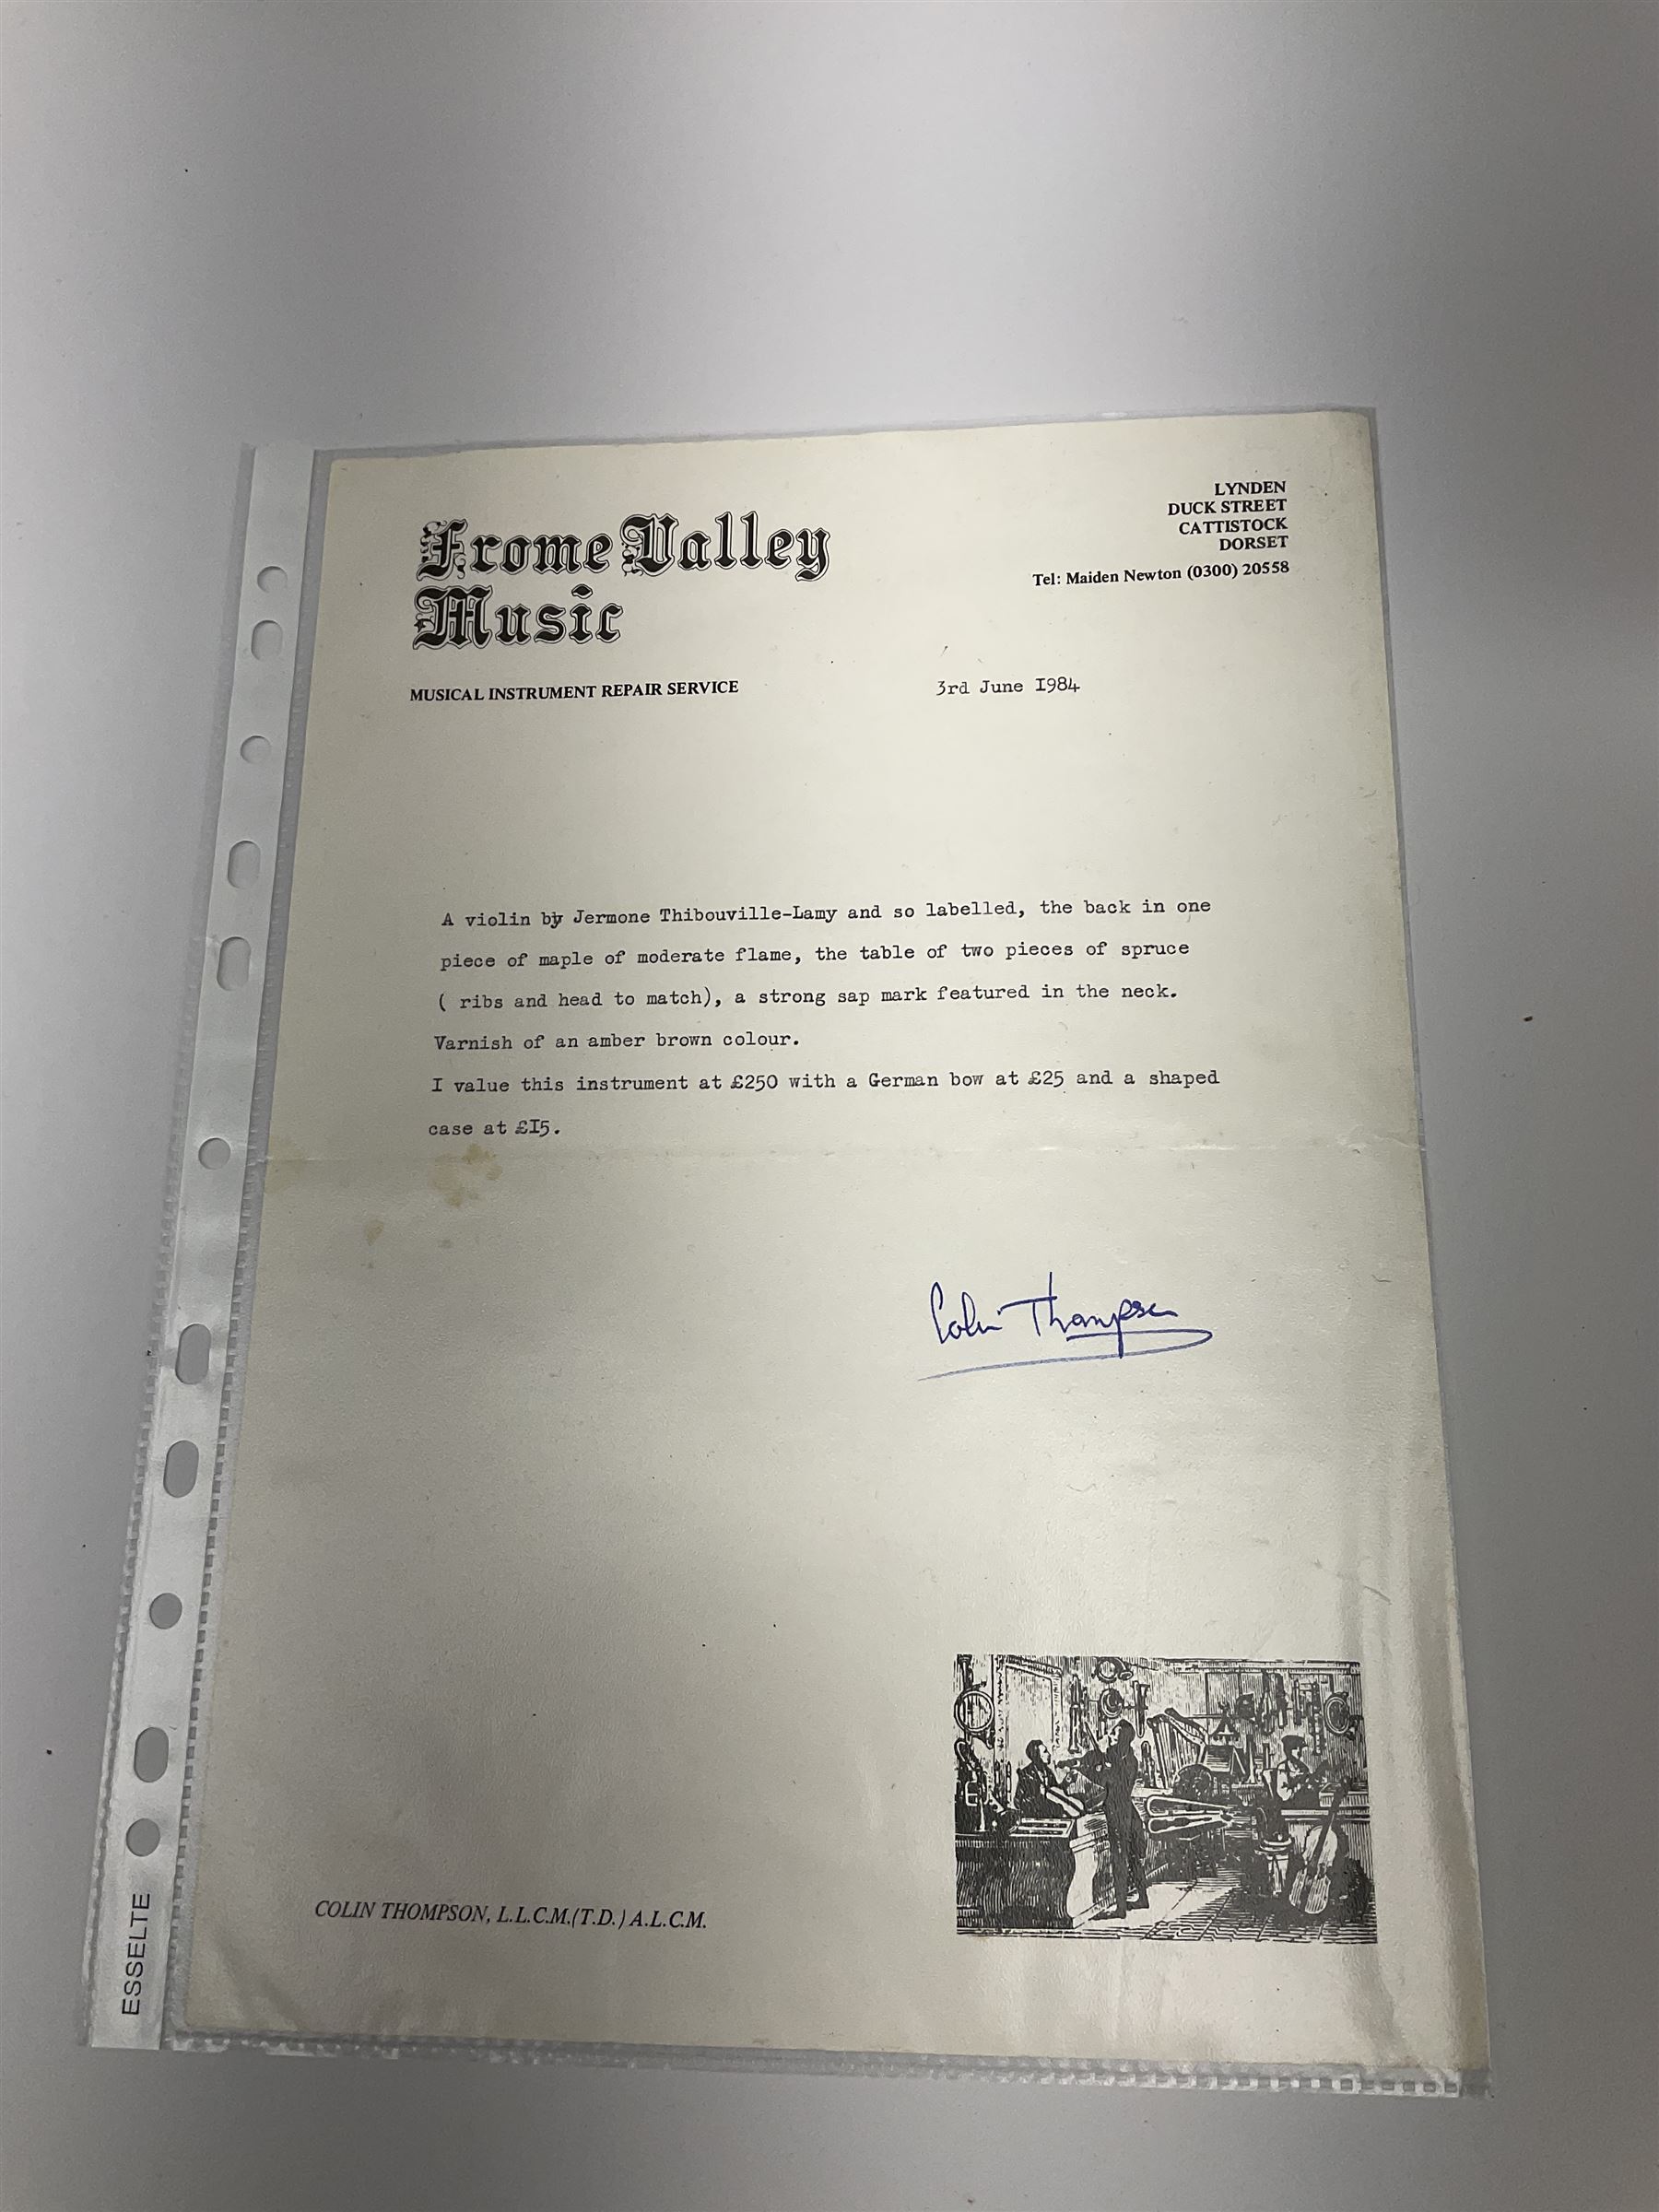 Frome Valley
Music
MUSICAL INSTRUMENT REPAIR SERVICE
LYNDEN
DUCK STREET
CATTISTOCK
DORSET
Tel: Maiden Newton (0300) 20558
3rd June I984
A violin by Jermone Thibouville-Lamy and so labelled, the back in one
piece of maple of moderate flame, the table of two pieces of spruce
( ribs and head to match), a strong sap mark featured in the neck.
Varnish of an amber brown colour.
I value this instrument at £250 with a German bow at £25 and a shaped
case at £I5.
Colin Thompson
COLIN THOMPSON, L.L.C.M.(T.D.) A.L.C.M.
ESSELTE